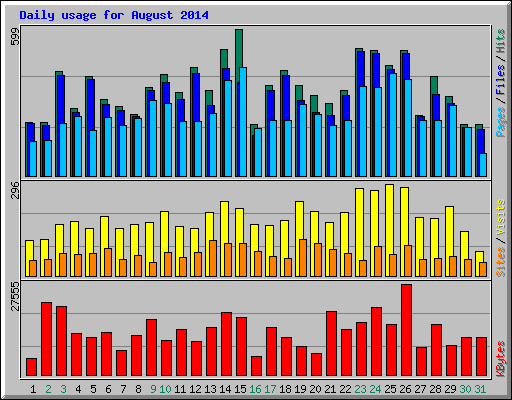 Daily usage for August 2014
599
Pages / Files / Hits
296
Sites / Visits
27555
KBytes
1 2 3 4 5 6 7 8 9 10 11 12 13 14 15 16 17 18 19 20 21 22 23 24 25 26 27 28 29 30 31